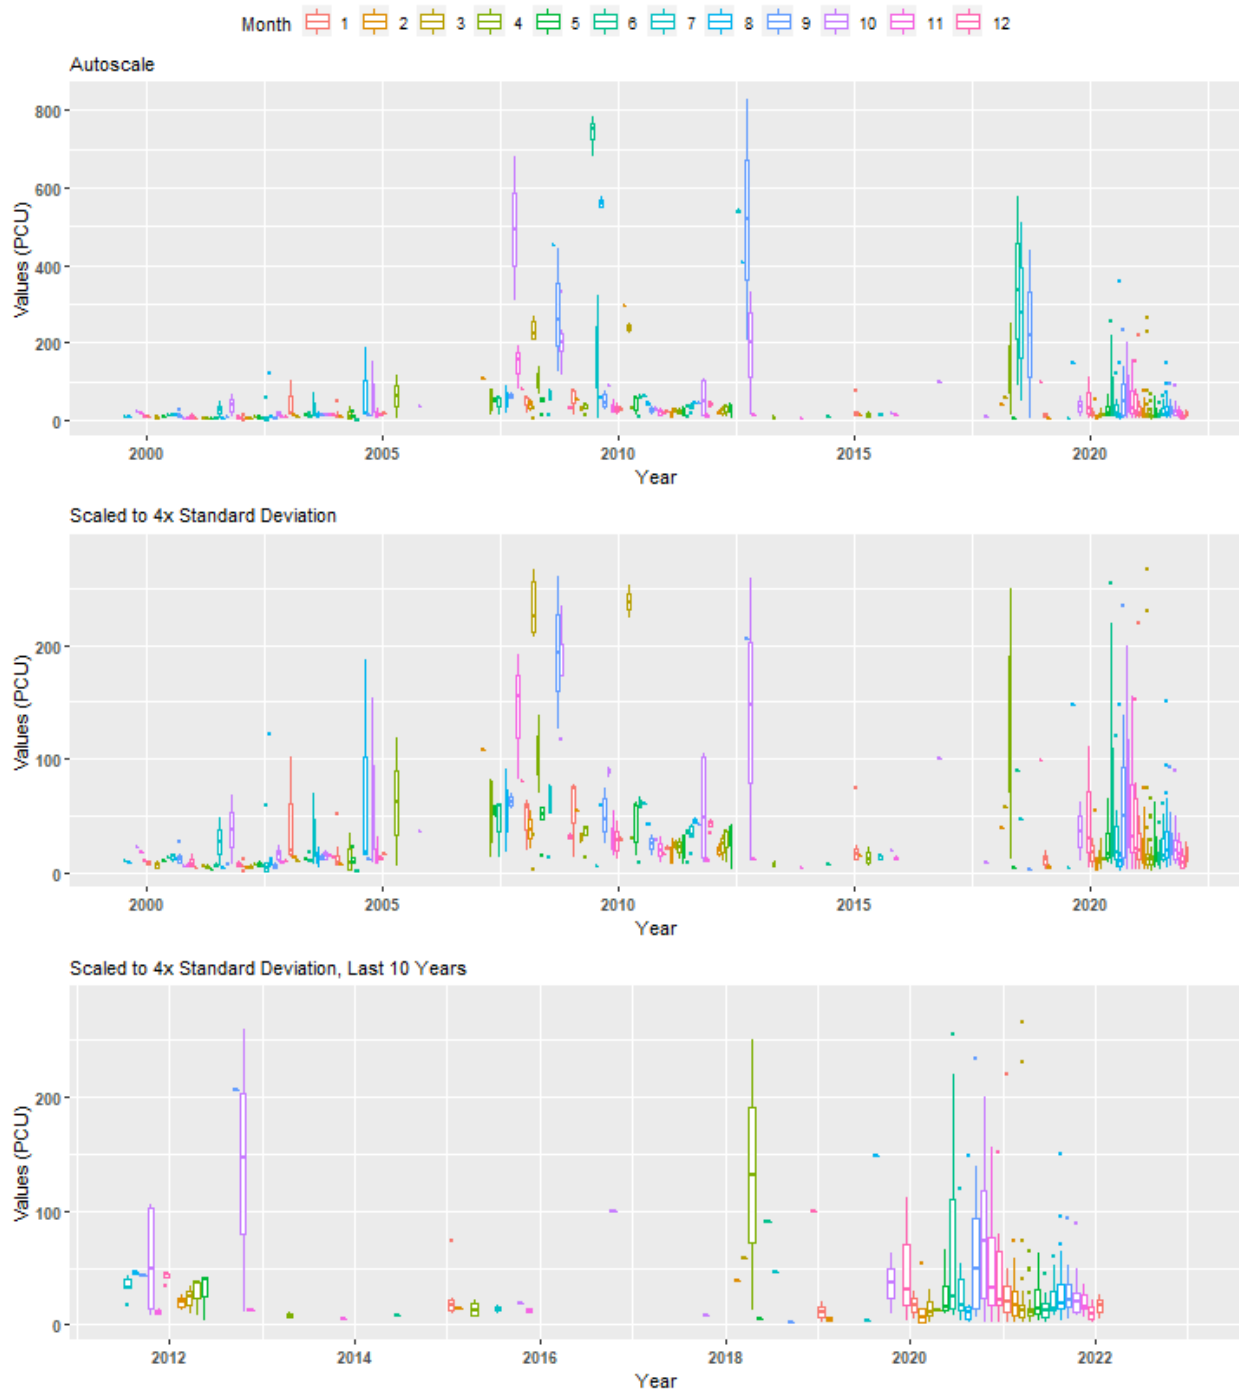 Month 1 2 3 4 5 6 7 8 9 10 11 12
Autoscale
800
600
400
200
0
Values (PCU)
2000 2005 2010 2015 2020
Year
Scaled to 4x Standard Deviation
200
100
0
Values (PCU)
2000 2005 2010 2015 2020
Year
Scaled to 4x Standard Deviation, Last 10 Years
200
100
0
Values (PCU)
2012 2014 2016 2018 2020 2022
Year